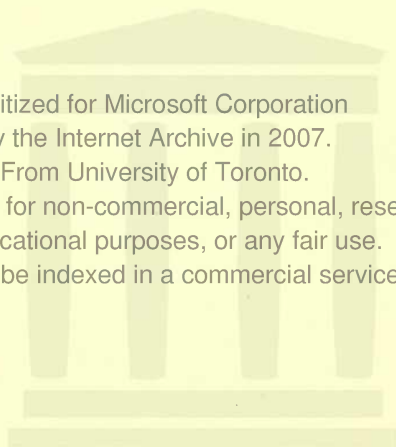 itized for Microsoft Corporation
the Internet Archive in 2007.
From University of Toronto.
for non-commercial, personal, rese
cational purposes, or any fair use.
be indexed in a commercial service